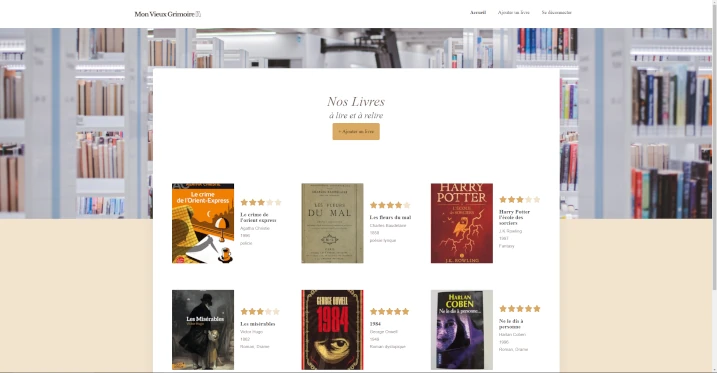 Mon Vieux Grimoire
Accueil
Ajouter un livre
Se déconnecter
Nos Livres
à lire et à relire
+ Ajouter un livre
Le crime
de l'Orient-Express
Le crime de
l'orient express
Agatha Christie
policier
LES FLEURS
DU MAL
Les fleurs du mal
Charles Baudelaire
poésie lyrique
HARRY
POTTER
J.K. ROWLING
Harry Potter
l'école des
sorciers
J.K Rowling
1997
Fantasy
Les Misérables
Victor Hugo
Les misérables
Victor Hugo
1862
Roman, Drame
GEORGE ORWELL
1984
1984
George Orwell
1949
Roman dystopique
HARLAN
COBEN
Ne le dis à personne...
Ne le dis à
personne
Harlan Coben
Roman, Drame